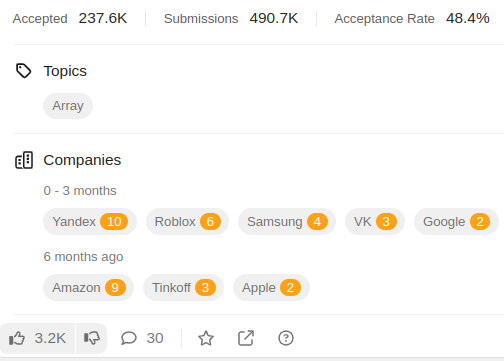 Accepted 237.6K Submissions 490.7K Acceptance Rate 48.4%
Topics
Array
Companies
0 - 3 months
Yandex 10 Roblox 6 Samsung 4 VK 3 Google 2
6 months ago
Amazon 9 Tinkoff 3 Apple 2
3.2K 30